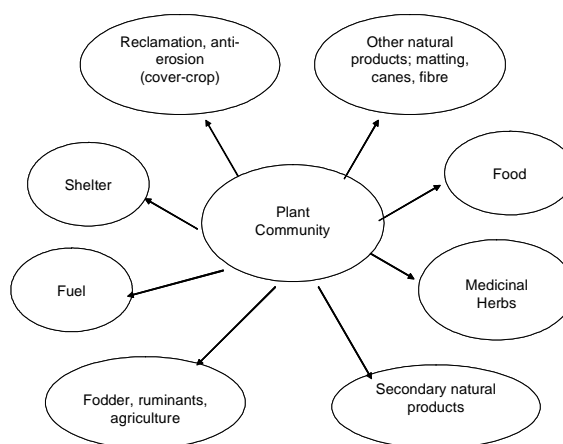 Reclamation, anti-
erosion
(cover-crop)
Other natural
products; matting,
canes, fibre
Shelter
Plant
Community
Food
Fuel
Medicinal
Herbs
Fodder, ruminants,
agriculture
Secondary natural
products